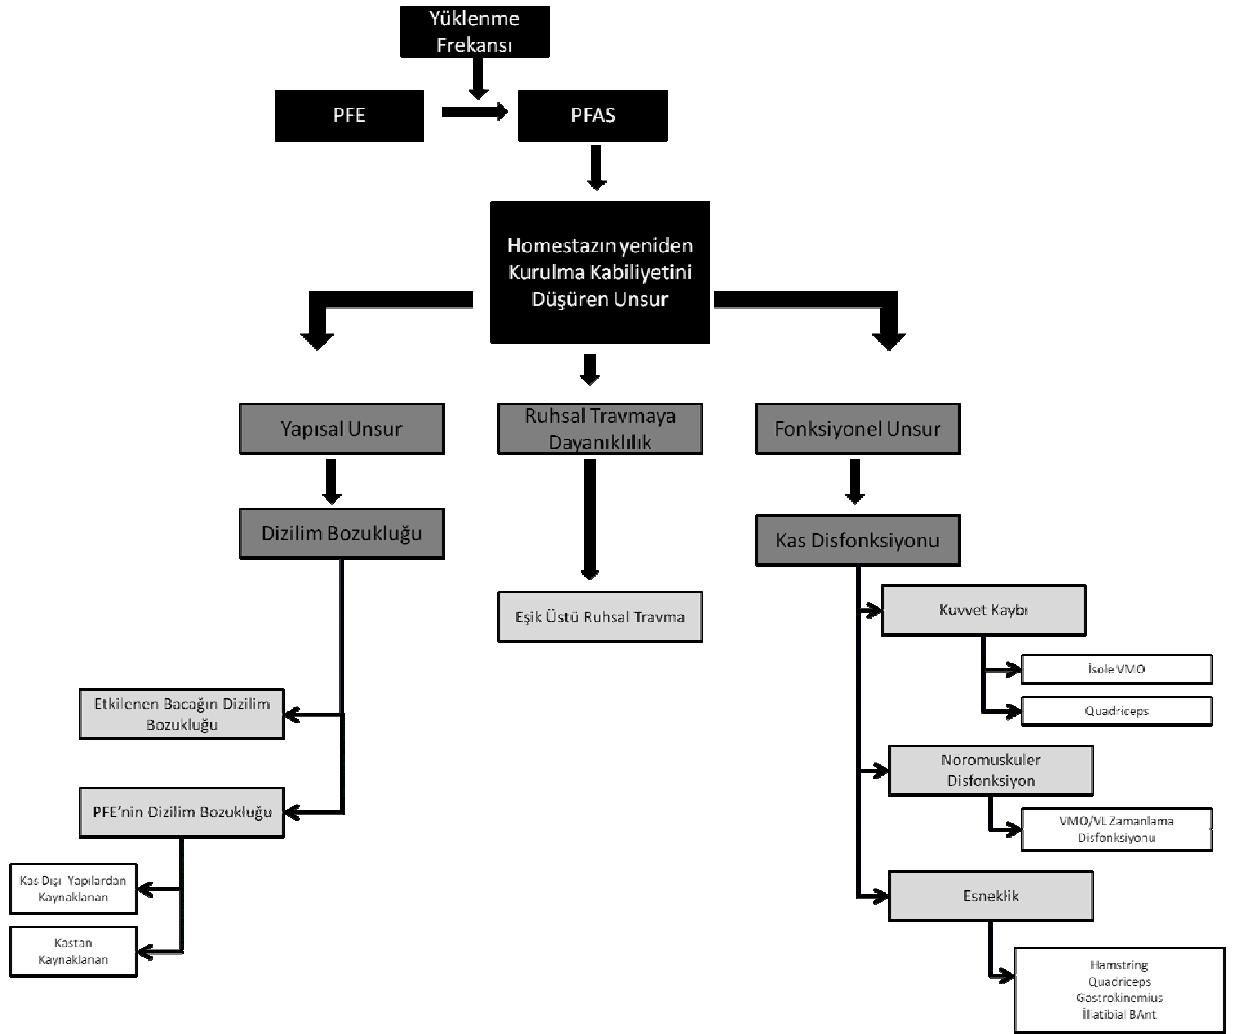 Yüklenme
Frekansı
PFE
PFAS
Homestazın yeniden
Kurulma Kabiliyetini
Düşüren Unsur
Yapısal Unsur
Ruhsal Travmaya
Dayanıklılık
Fonksiyonel Unsur
Dizilim Bozukluğu
Kas Disfonksiyonu
Eşik Üstü Ruhsal Travma
Kuvvet Kaybı
İsole VMO
Quadriceps
Etkilenen Bacağın Dizilim
Bozukluğu
Nöromuskuler
Disfonksiyon
PFE'nin Dizilim Bozukluğu
VMO/VL Zamanlama
Disfonksiyonu
Kas Dışı Yapılardan
Kaynaklanan
Esneklik
Kastan
Kaynaklanan
Hamstring
Quadriceps
Gastrokinemius
İliatibial BAnt